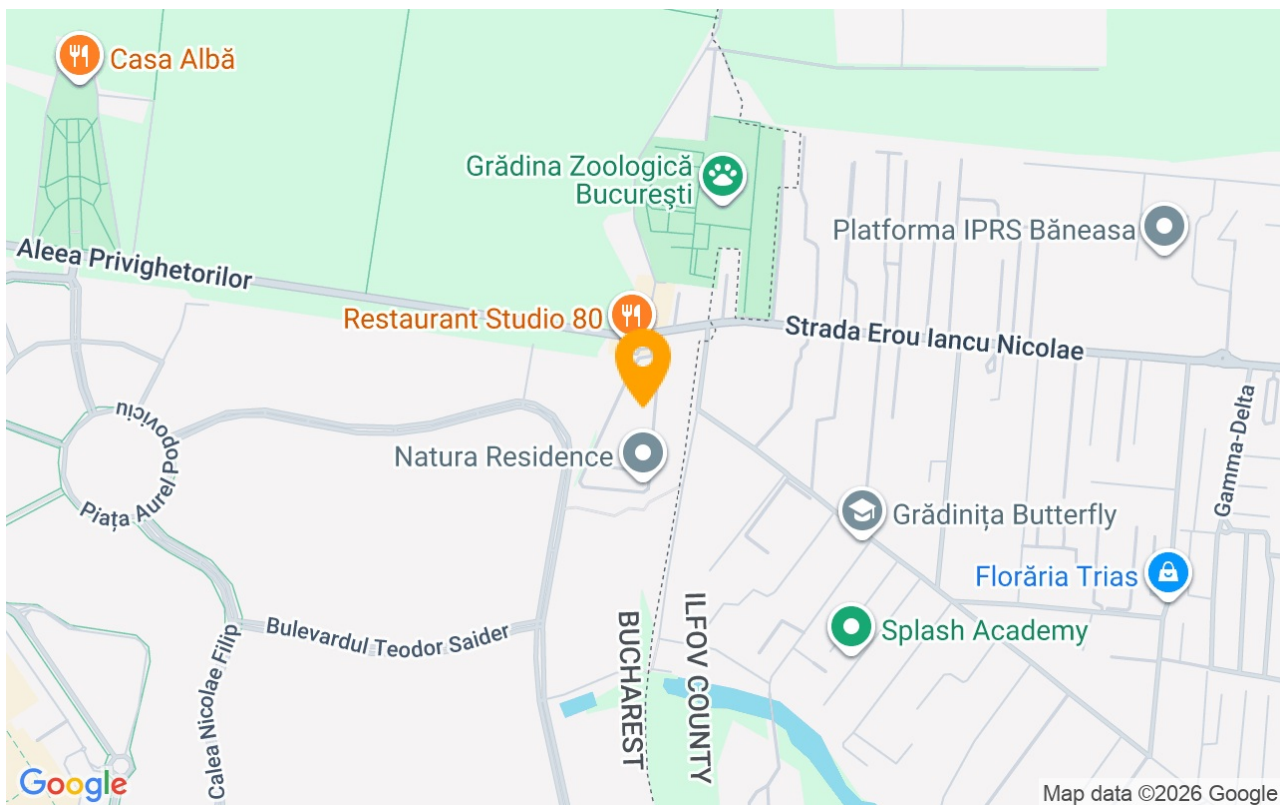 Casa Albă
Grădina Zoologică
București
Platforma IPRS Băneasa
Aleea Privighetorilor
Restaurant Studio 80
Strada Erou Iancu Nicolae
Piața Aurel Popoviciu
Gamma-Delta
Natura Residence
Grădinița Butterfly
Florăria Trias
Splash Academy
Bulevardul Teodor Saider
Calea Nicolae Filip
BUCHAREST
ILFOV COUNTY
Google
Map data ©2026 Google